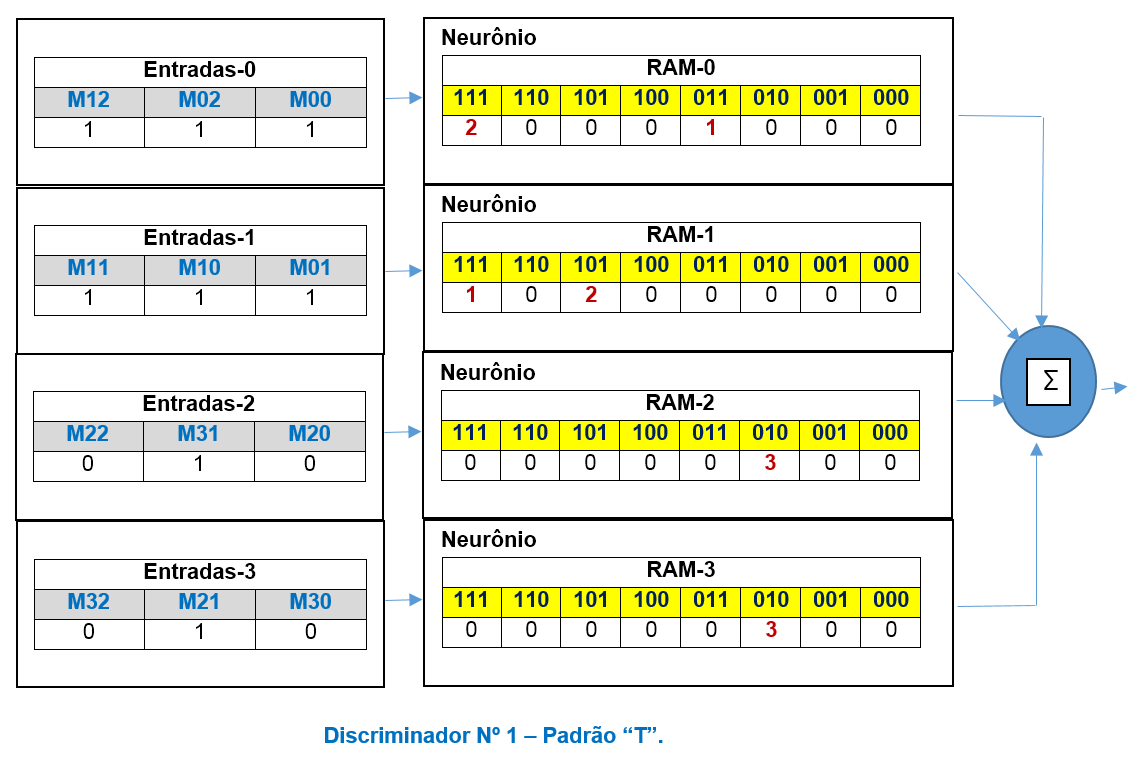 Entradas-0
M12 M02 M00
1 1 1
Neurônio
RAM-0
111 110 101 100 011 010 001 000
2 0 0 0 1 0 0 0
Entradas-1
M11 M10 M01
1 1 1
Neurônio
RAM-1
111 110 101 100 011 010 001 000
1 0 2 0 0 0 0 0
Entradas-2
M22 M31 M20
0 1 0
Neurônio
RAM-2
111 110 101 100 011 010 001 000
0 0 0 0 0 3 0 0
Entradas-3
M32 M21 M30
0 1 0
Neurônio
RAM-3
111 110 101 100 011 010 001 000
0 0 0 0 0 3 0 0
Σ
Discriminador Nº 1 – Padrão “T”.